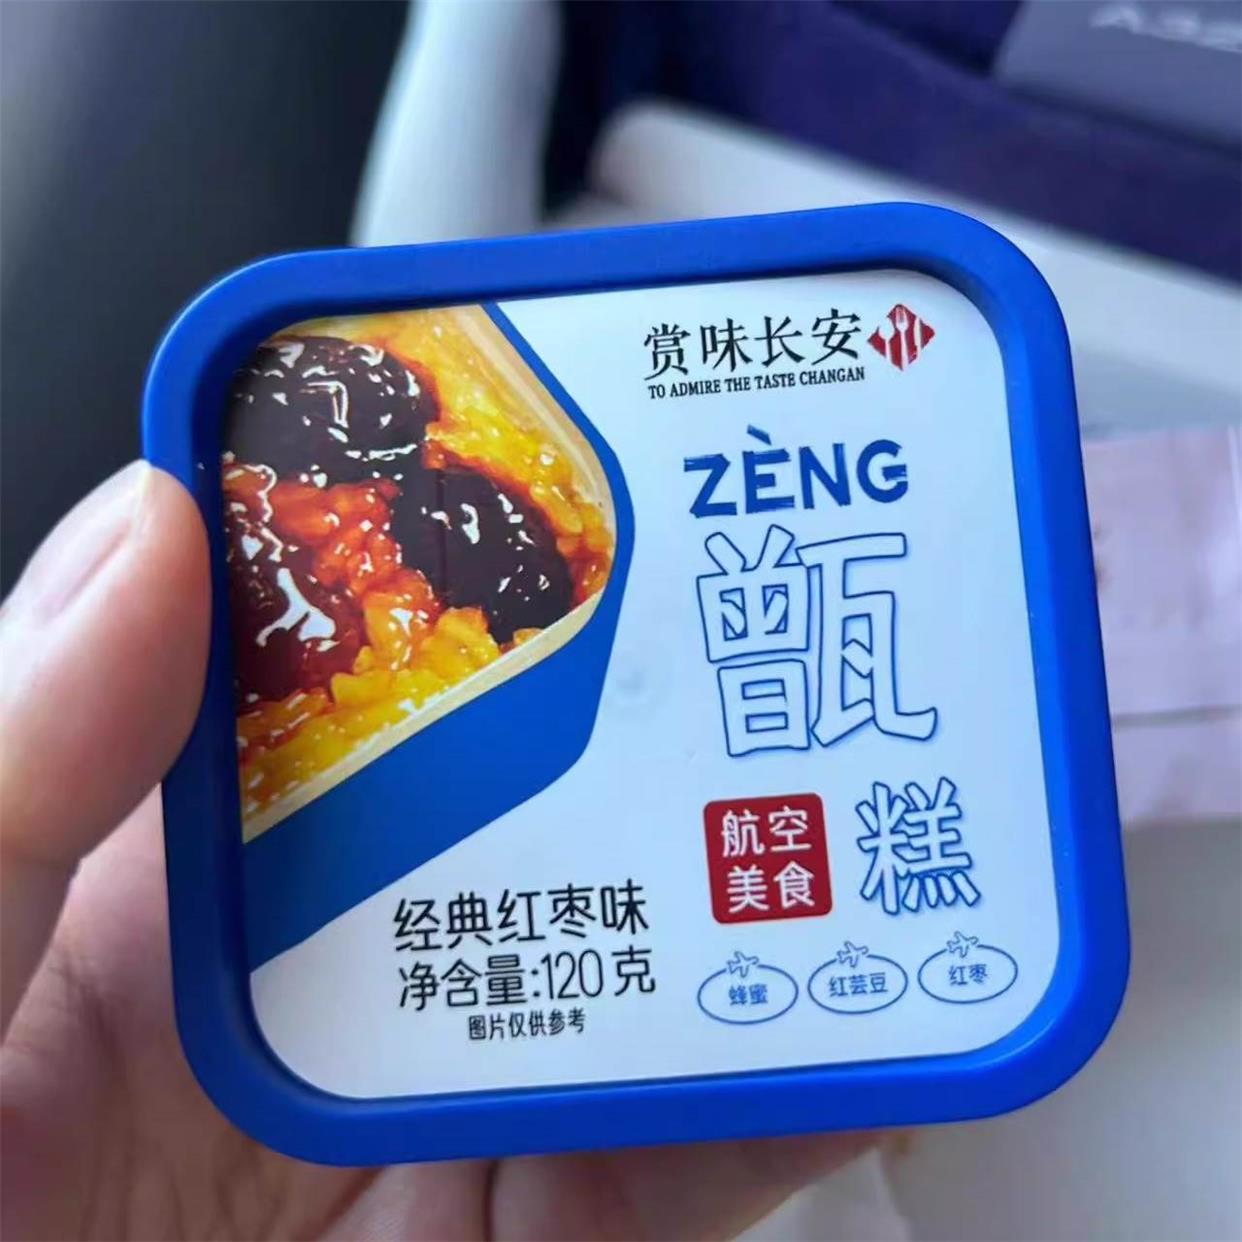 A32
赏味长安
TO ADMIRE THE TASTE CHANGAN
ZÈNG
甑
糕
航空
美食
经典红枣味
净含量:120克
图片仅供参考
蜂蜜
红芸豆
红枣